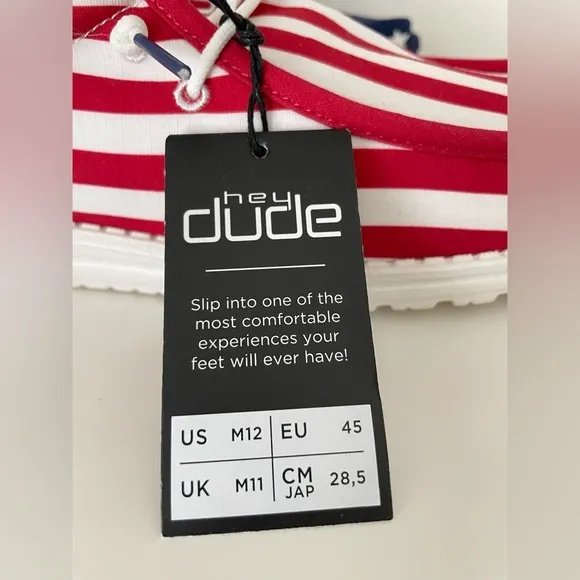 hey
dude
Slip into one of the
most comfortable
experiences your
feet will ever have!
US M12 EU 45
UK M11 CM JAP 28,5